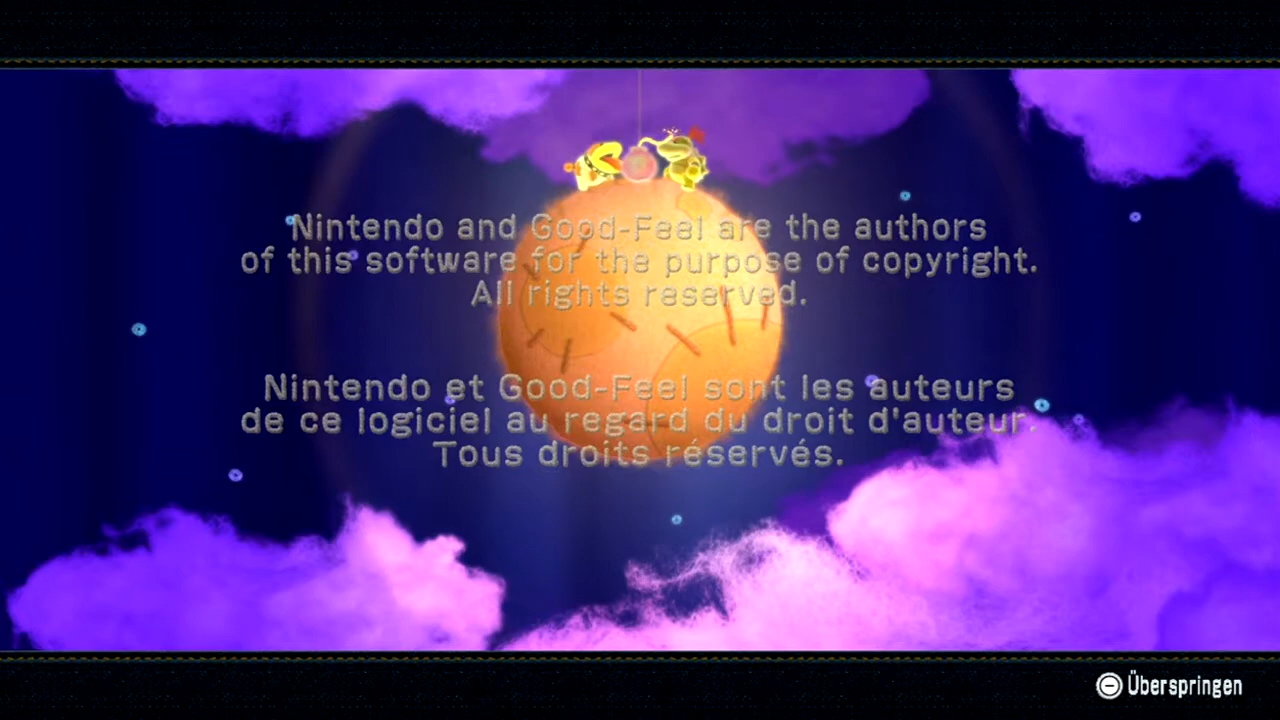 Nintendo and Good-Feel are the authors
of this software for the purpose of copyright.
All rights reserved.
Nintendo et Good-Feel sont les auteurs
de ce logiciel au regard du droit d'auteur.
Tous droits réservés.
Überspringen